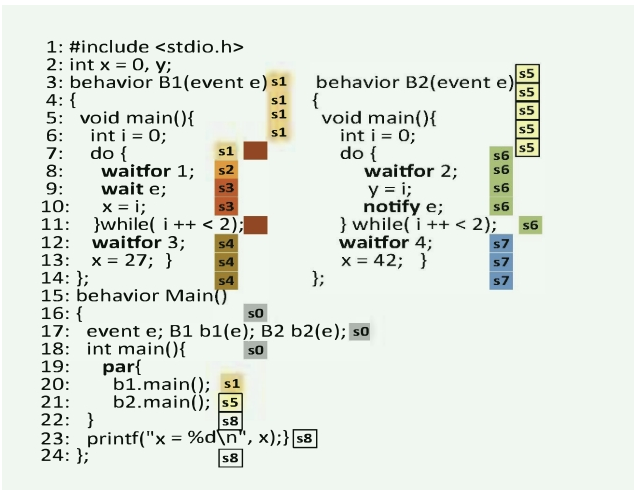 1: #include <stdio.h>
2: int x = 0, y;
3: behavior B1(event e) s1 behavior B2(event e) s5
4: { s1 { s5
5: void main(){ s1 void main(){ s5
6: int i = 0; s1 int i = 0; s5
7: do { s1 do { s5
8: waitfor 1; s2 waitfor 2; s6 s6
9: wait e; s3 y = i; s6
10: x = i; s3 notify e; s6
11: }while( i ++ < 2); } while( i ++ < 2); s6
12: waitfor 3; s4 waitfor 4; s7
13: x = 27; } s4 x = 42; } s7
14: }; s4 }; s7
15: behavior Main()
16: { s0
17: event e; B1 b1(e); B2 b2(e); s0
18: int main(){ s0
19: par{
20: b1.main(); s1
21: b2.main(); s5
22: } s8
23: printf("x = %d\n", x);} s8
24: }; s8